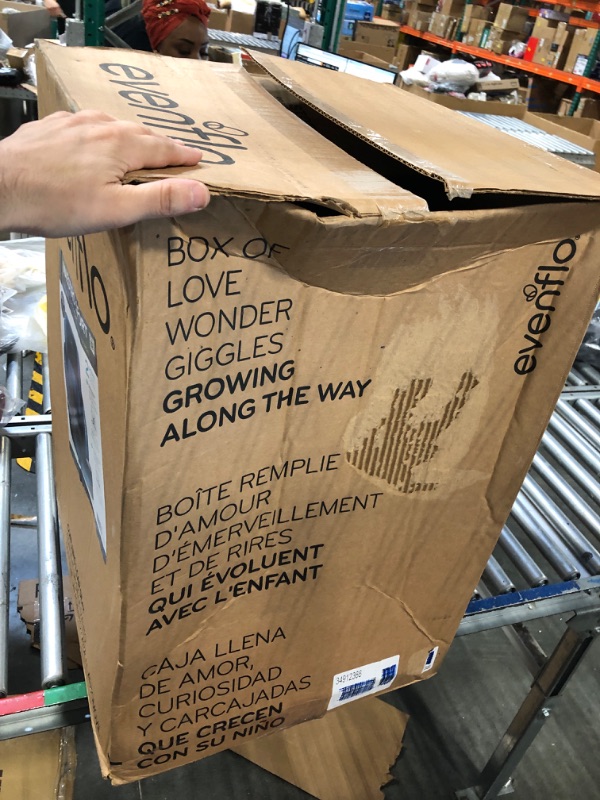 evenflo
BOX OF
LOVE
WONDER
GIGGLES
GROWING
ALONG THE WAY
evenflo
BOÎTE REMPLIE
D'AMOUR
D'ÉMERVEILLEMENT
ET DE RIRES
QUI ÉVOLUENT
AVEC L'ENFANT
CAJA LLENA
DE AMOR,
CURIOSIDAD
Y CARCAJADAS
QUE CRECEN
CON SU NIÑO
34912386